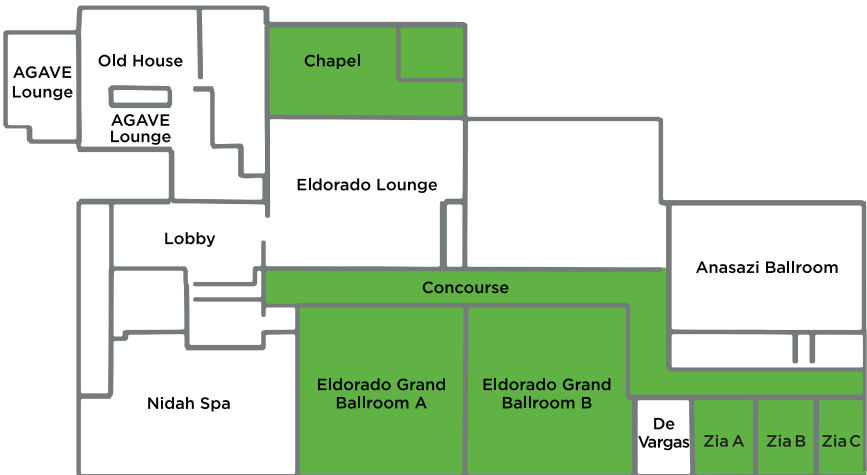 AGAVE
Lounge
Old House
AGAVE
Lounge
Chapel
Eldorado Lounge
Lobby
Anasazi Ballroom
Concourse
Eldorado Grand
Ballroom A
Eldorado Grand
Ballroom B
Nidah Spa
De
Vargas
Zia A
Zia B
Zia C